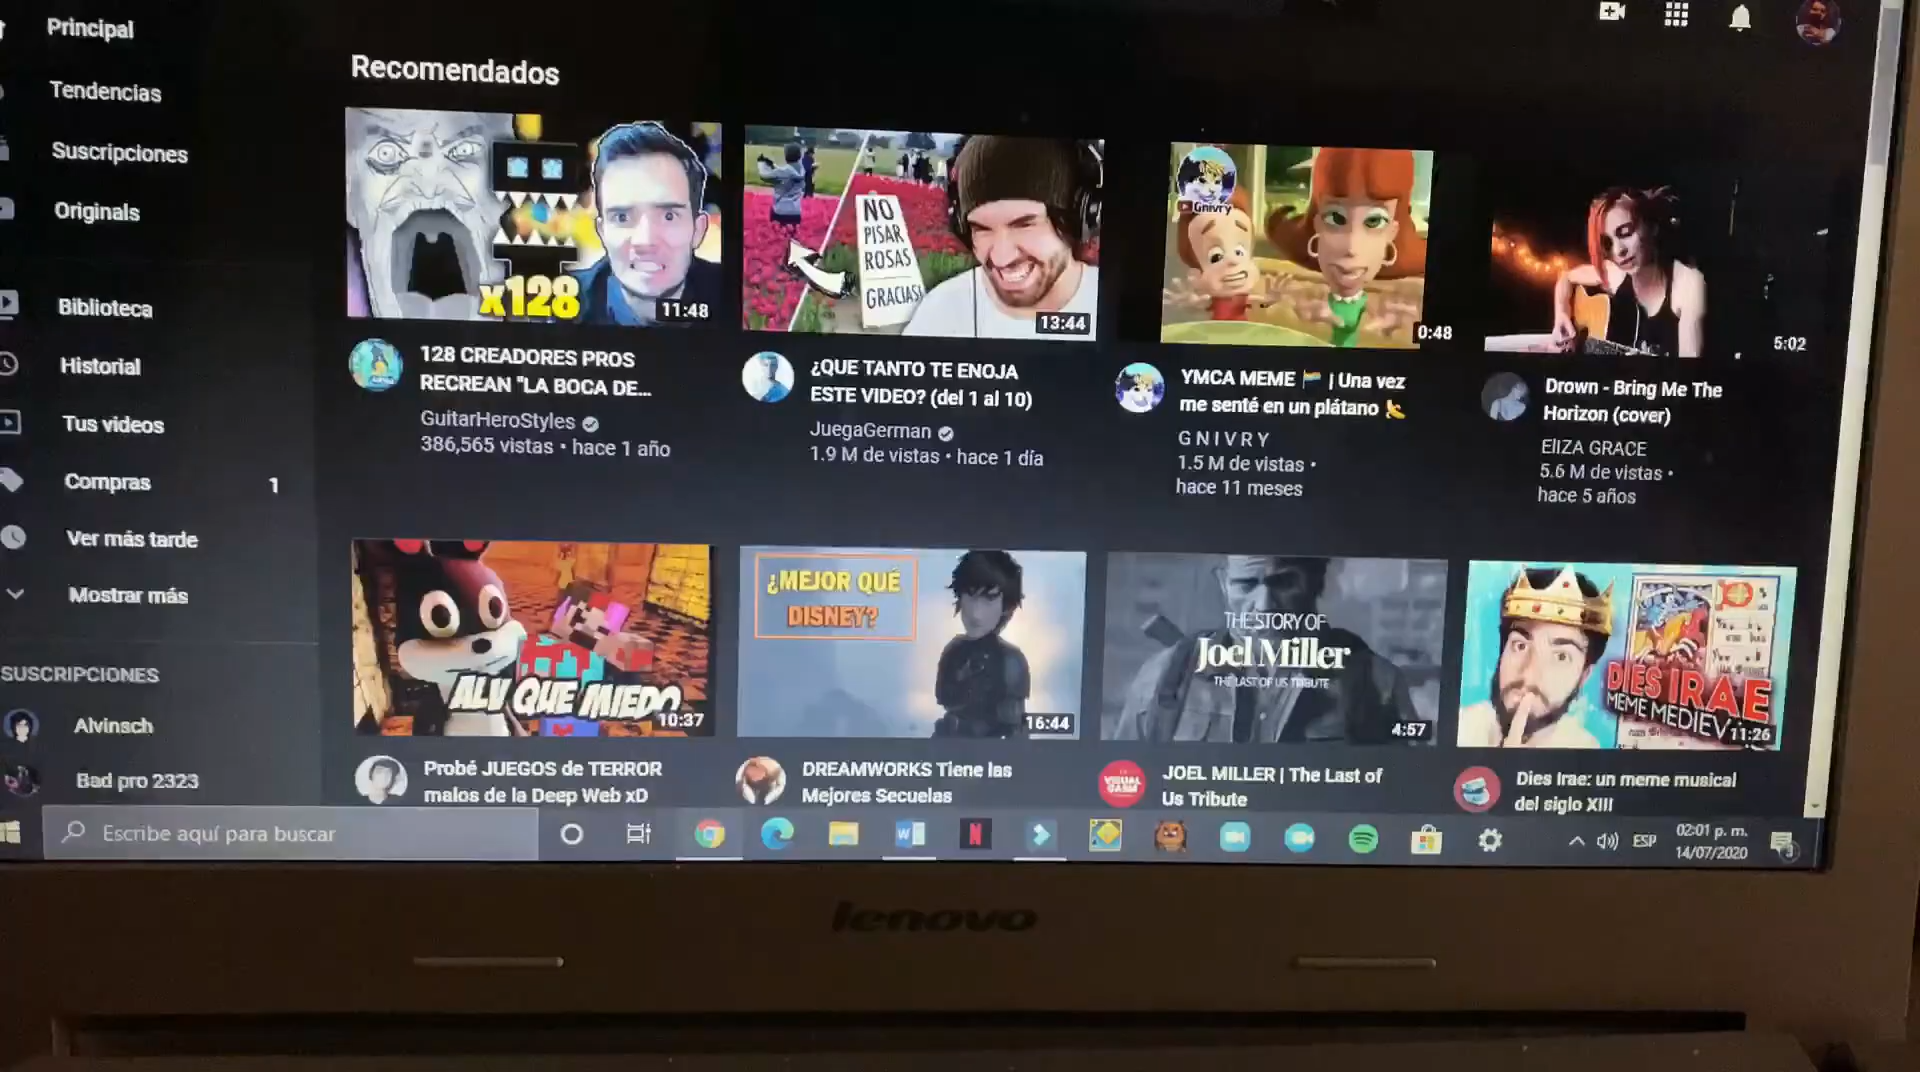 Principal
Tendencias
Suscripciones
Originals
Biblioteca
Historial
Tus videos
Compras 1
Ver más tarde
Mostrar más
SUSCRIPCIONES
Alvinsch
Bad pro 2323
Recomendados
x128
11:48
128 CREADORES PROS
RECREAN "LA BOCA DE...
GuitarHeroStyles
386,565 vistas • hace 1 año
NO
PISAR
ROSAS
GRACIAS
13:44
¿QUE TANTO TE ENOJA
ESTE VIDEO? (del 1 al 10)
JuegaGerman
1.9 M de vistas • hace 1 día
Gnivry
0:48
YMCA MEME 🏳️‍🌈 | Una vez
me senté en un plátano 🍌
G N I V R Y
1.5 M de vistas •
hace 11 meses
5:02
Drown - Bring Me The
Horizon (cover)
ElIZA GRACE
5.6 M de vistas •
hace 5 años
ALV QUE MIEDO
10:37
Probé JUEGOS de TERROR
malos de la Deep Web xD
¿MEJOR QUÉ
DISNEY?
16:44
DREAMWORKS Tiene las
Mejores Secuelas
THE STORY OF
Joel Miller
THE LAST OF US TRIBUTE
4:57
VISUAL
JOEL MILLER | The Last of
Us Tribute
DIES IRAE
MEME MEDIEV
11:26
Dies Irae: un meme musical
del siglo XIII
Escribe aquí para buscar
W
N
ESP
02:01 p. m.
14/07/2020
3
lenovo